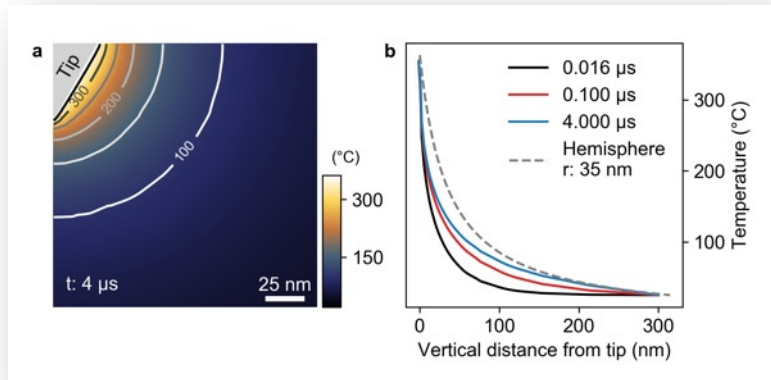 a
Tip
300
200
100
t: 4 µs
25 nm
(°C)
300
150
b
0.016 µs
0.100 µs
4.000 µs
Hemisphere
r: 35 nm
300
200
100
Temperature (°C)
0
100
200
300
Vertical distance from tip (nm)